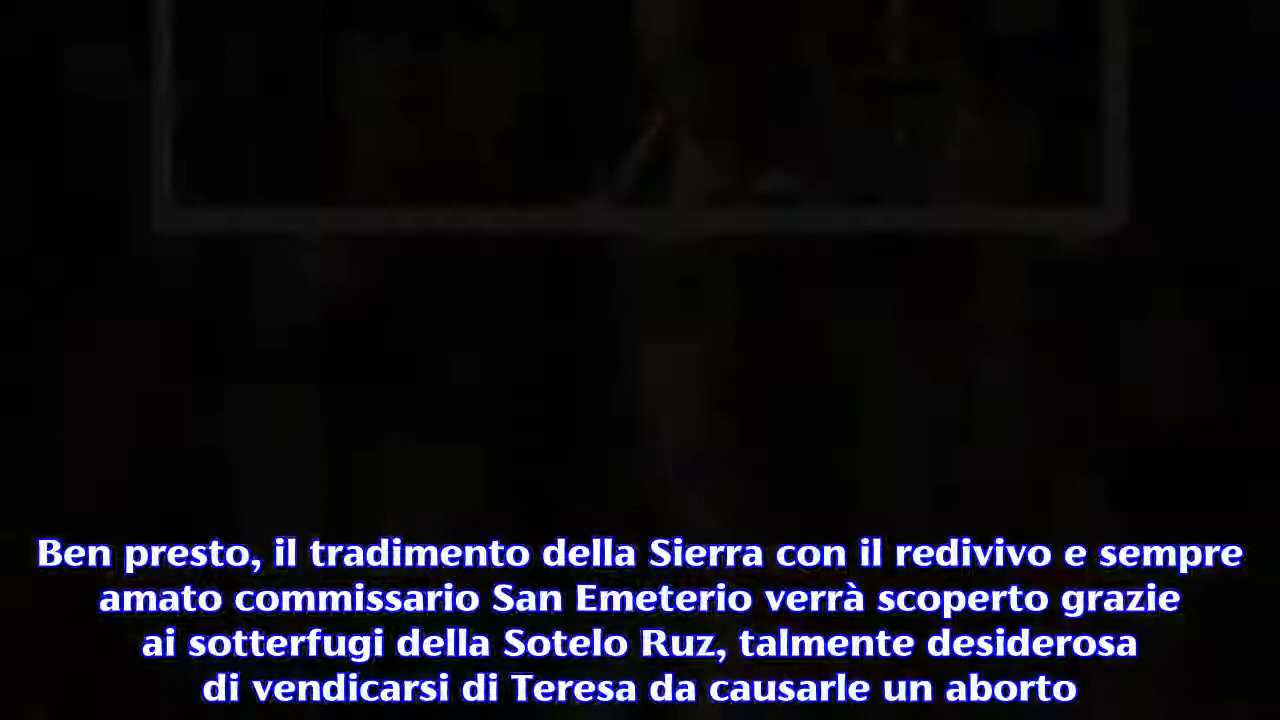 Ben presto, il tradimento della Sierra con il redivivo e sempre
amato commissario San Emeterio verrà scoperto grazie
ai sotterfugi della Sotelo Ruz, talmente desiderosa
di vendicarsi di Teresa da causarle un aborto